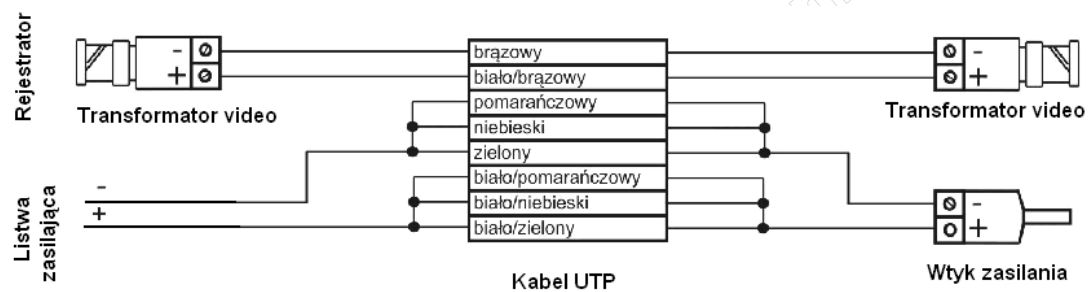 Rejestrator
-
+
Transformator video
brązowy
biało/brązowy
pomarańczowy
niebieski
zielony
biało/pomarańczowy
biało/niebieski
biało/zielony
-
+
Transformator video
Listwa
zasilająca
-
+
Kabel UTP
-
+
Wtyk zasilania